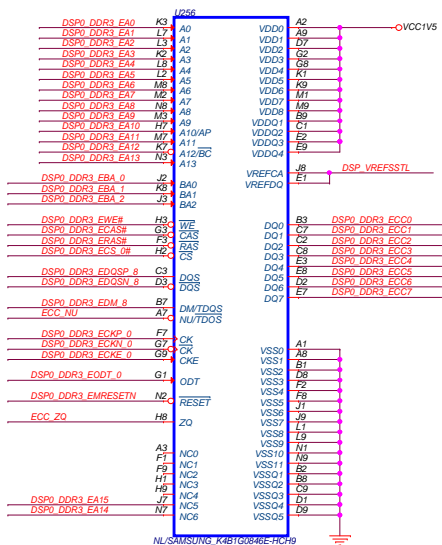 U256
DSP0_DDR3_EA0 K3 A0 VDD0 A2 VCC1V5
DSP0_DDR3_EA1 L7 A1 VDD1 A9
DSP0_DDR3_EA2 L3 A2 VDD2 D7
DSP0_DDR3_EA3 K2 A3 VDD3 G2
DSP0_DDR3_EA4 L8 A4 VDD4 G8
DSP0_DDR3_EA5 L2 A5 VDD5 K1
DSP0_DDR3_EA6 M8 A6 VDD6 K9
DSP0_DDR3_EA7 M2 A7 VDD7 M1
DSP0_DDR3_EA8 N8 A8 VDD8 M9
DSP0_DDR3_EA9 M3 A9 VDDQ1 B9
DSP0_DDR3_EA10 H7 A10/AP VDDQ2 C1
DSP0_DDR3_EA11 M7 A11 VDDQ3 E2
DSP0_DDR3_EA12 K7 A12/BC VDDQ4 E9
DSP0_DDR3_EA13 N3 A13
VREFCA J8 DSP_VREFSSTL
DSP0_DDR3_EBA_0 J2 BA0 VREFDQ E1
DSP0_DDR3_EBA_1 K8 BA1
DSP0_DDR3_EBA_2 J3 BA2
DSP0_DDR3_EWE# H3 WE DQ0 B3 DSP0_DDR3_ECC0
DSP0_DDR3_ECAS# G3 CAS DQ1 C7 DSP0_DDR3_ECC1
DSP0_DDR3_ERAS# F3 RAS DQ2 C2 DSP0_DDR3_ECC2
DSP0_DDR3_ECS_0# H2 CS DQ3 C8 DSP0_DDR3_ECC3
DQ4 E3 DSP0_DDR3_ECC4
DSP0_DDR3_EDQSP_8 C3 DQS DQ5 E8 DSP0_DDR3_ECC5
DSP0_DDR3_EDQSN_8 D3 DQS DQ6 D2 DSP0_DDR3_ECC6
DQ7 E7 DSP0_DDR3_ECC7
DSP0_DDR3_EDM_8 B7 DM/TDQS
ECC_NU A7 NU/TDQS
DSP0_DDR3_ECKP_0 F7 CK
DSP0_DDR3_ECKN_0 G7 CK VSS0 A1
DSP0_DDR3_ECKE_0 G9 CKE VSS1 A8
VSS2 B1
DSP0_DDR3_EODT_0 G1 ODT VSS3 D8
VSS4 F2
DSP0_DDR3_EMRESETN N2 RESET VSS5 F8
VSS6 J1
ECC_ZQ H8 ZQ VSS7 J9
VSS8 L1
VSS9 L9
A3 NC0 VSS10 N1
F1 NC1 VSS11 N9
F9 NC2 VSSQ1 B2
H1 NC3 VSSQ2 B8
H9 NC4 VSSQ3 C9
DSP0_DDR3_EA15 J7 NC5 VSSQ4 D1
DSP0_DDR3_EA14 N7 NC6 VSSQ5 D9
NL/SAMSUNG_K4B1G0846E-HCH9